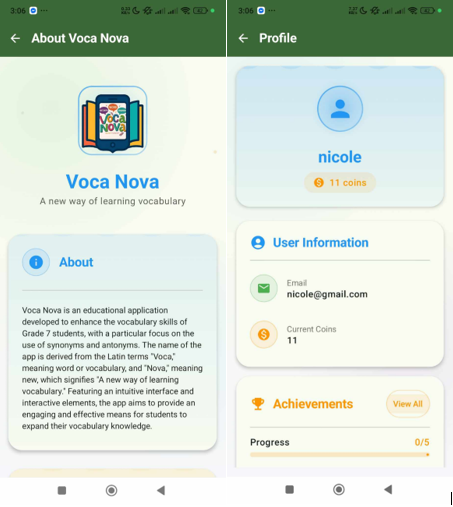 3:06
About Voca Nova
VOCA
NOVA
Voca Nova
A new way of learning vocabulary
About
Voca Nova is an educational application
developed to enhance the vocabulary skills of
Grade 7 students, with a particular focus on the
use of synonyms and antonyms. The name of the
app is derived from the Latin terms "Voca,"
meaning word or vocabulary, and "Nova," meaning
new, which signifies "A new way of learning
vocabulary." Featuring an intuitive interface and
interactive elements, the app aims to provide an
engaging and effective means for students to
expand their vocabulary knowledge.
3:06
Profile
nicole
11 coins
User Information
Email
nicole@gmail.com
Current Coins
11
Achievements
View All
Progress
0/5